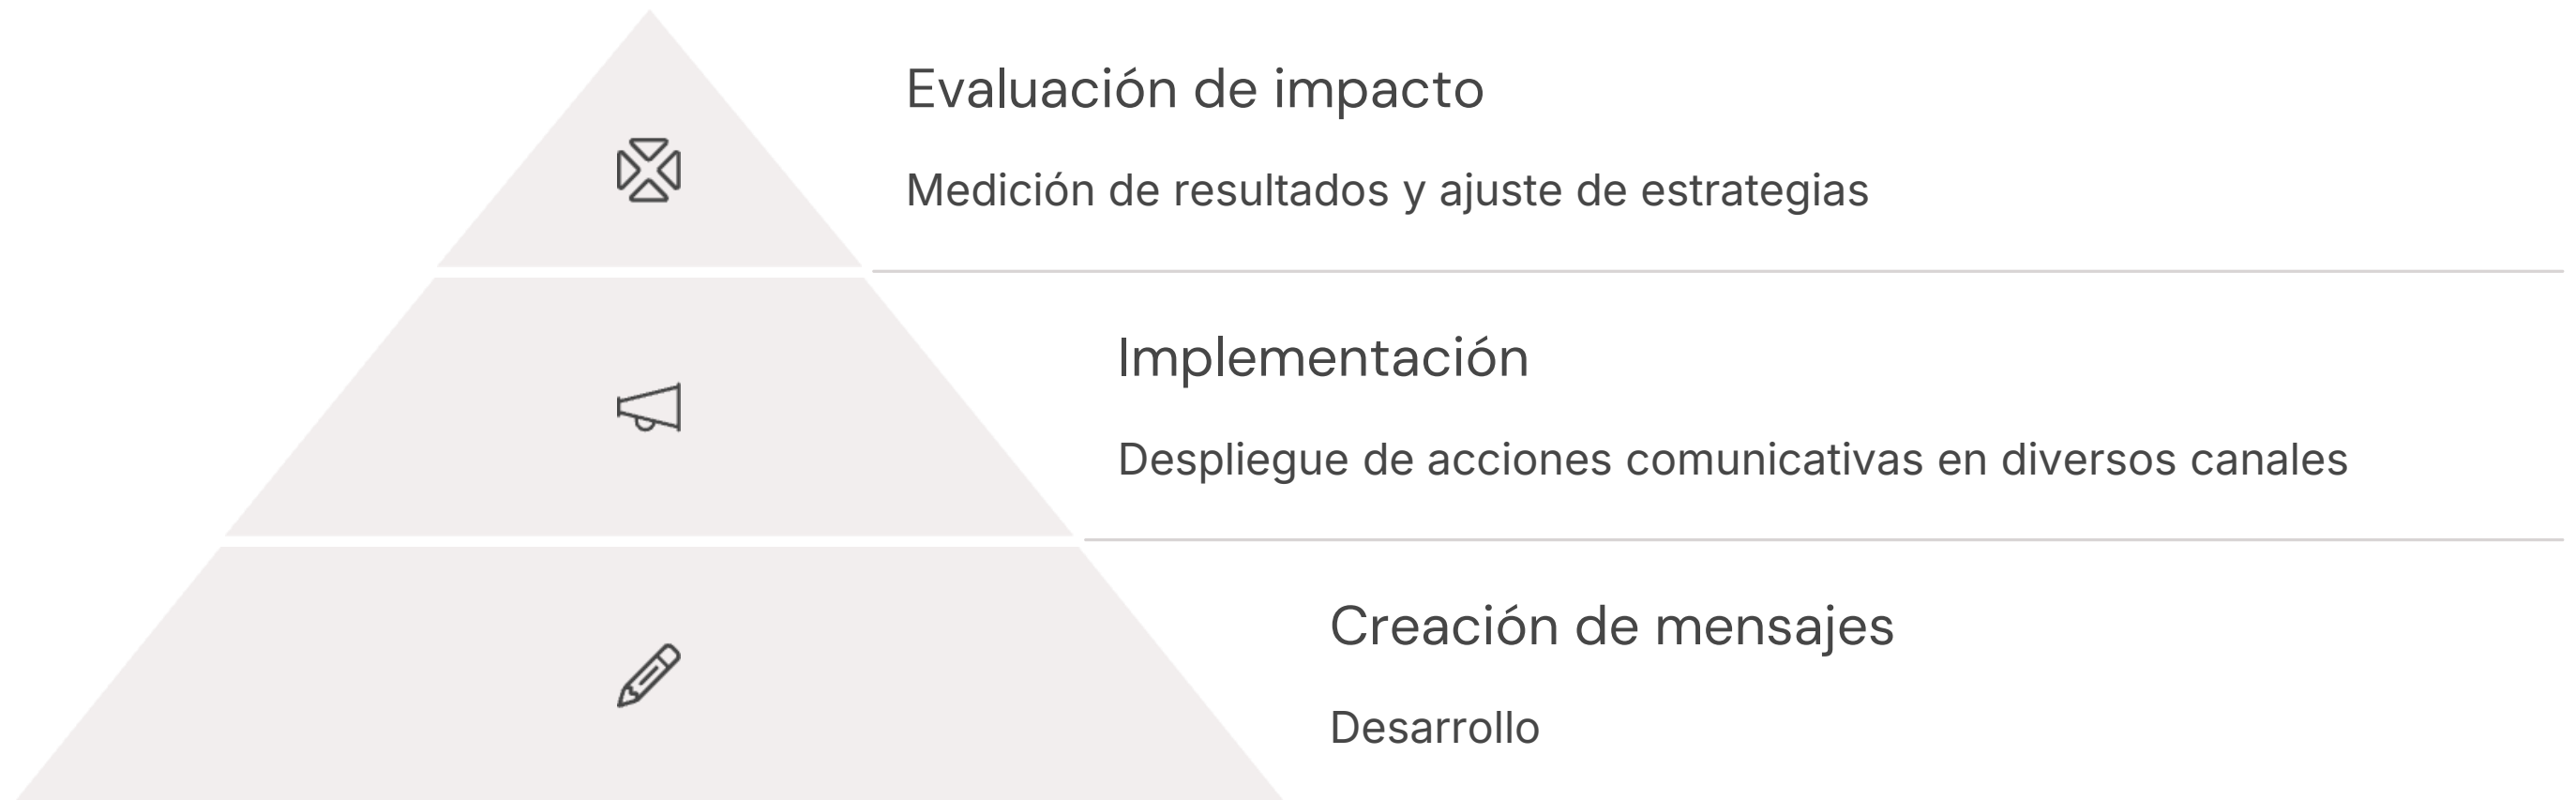 Evaluación de impacto
Medición de resultados y ajuste de estrategias
Implementación
Despliegue de acciones comunicativas en diversos canales
Creación de mensajes
Desarrollo